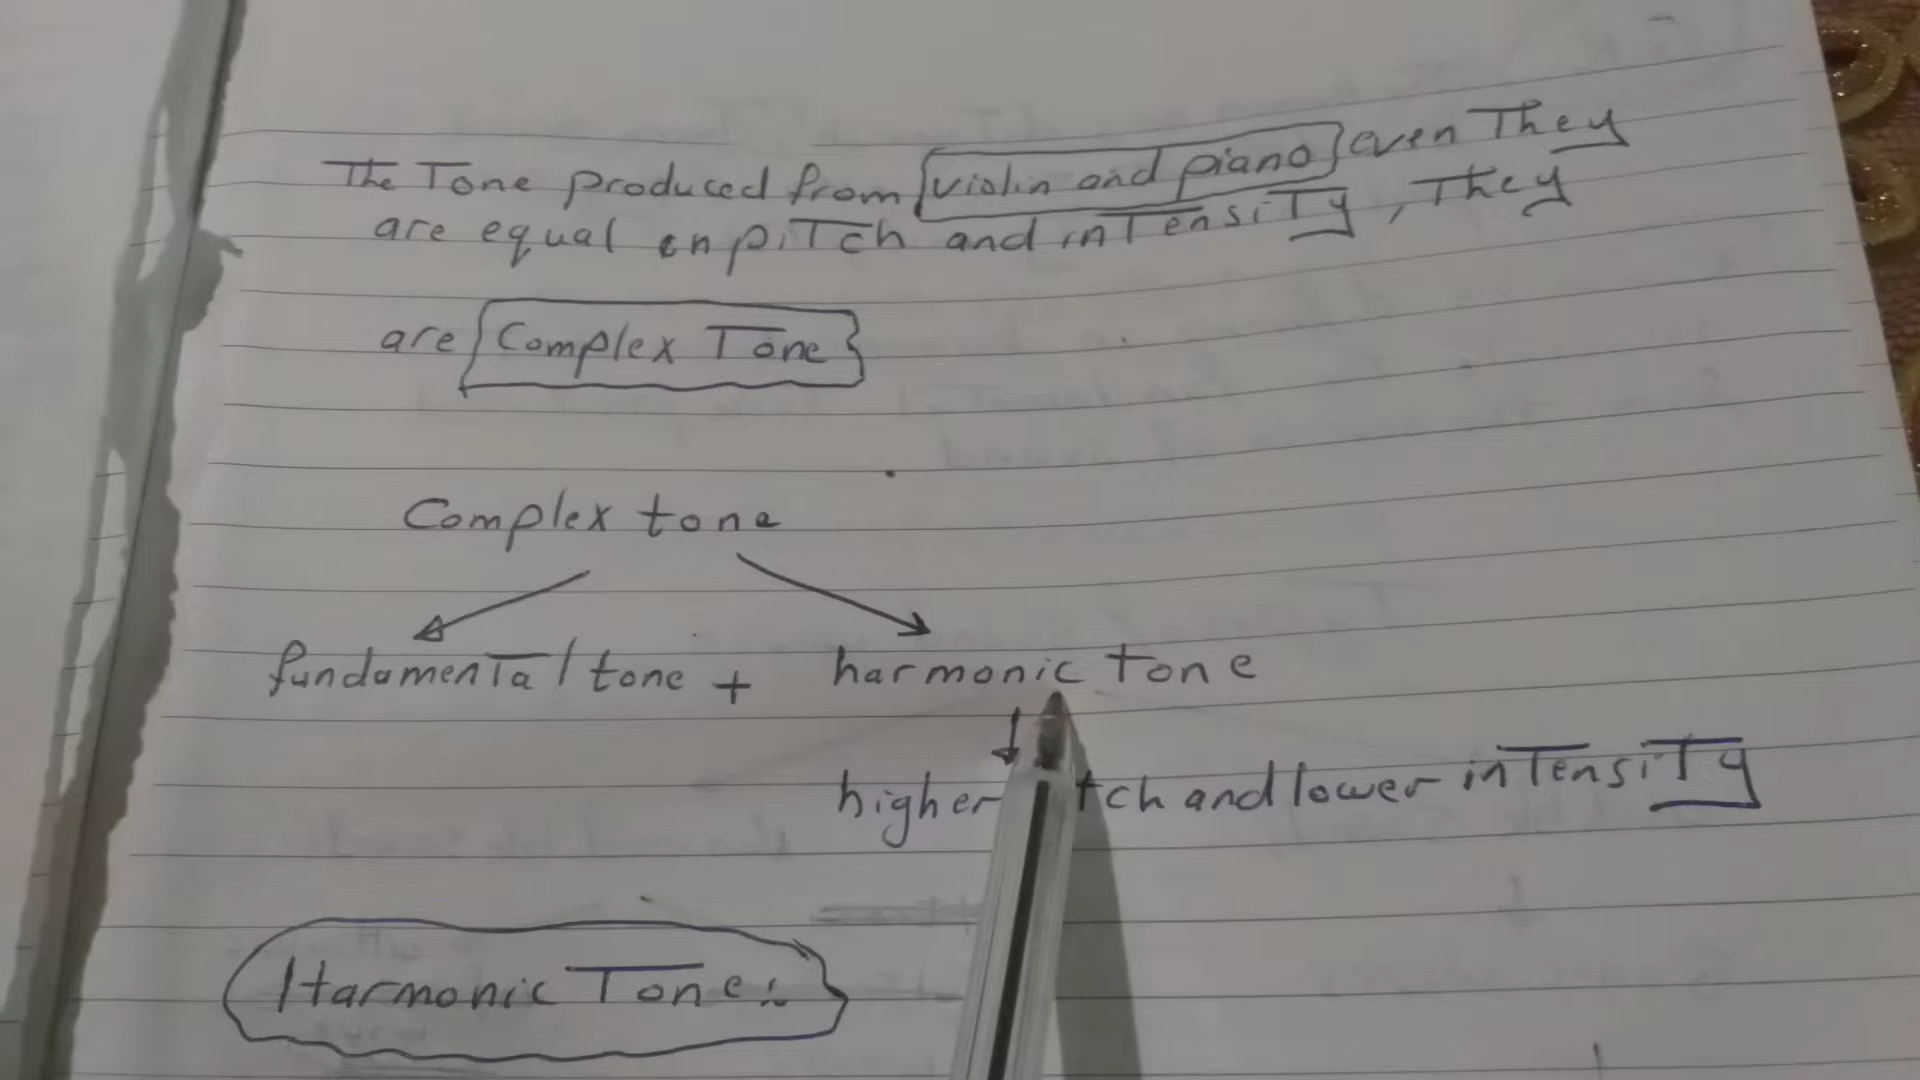 The Tone produced from violin and piano even They
are equal in pitch and intensity, They
are Complex Tone
Complex tone
fundamental tone + harmonic tone
higher tch and lower intensity
Harmonic Tone: